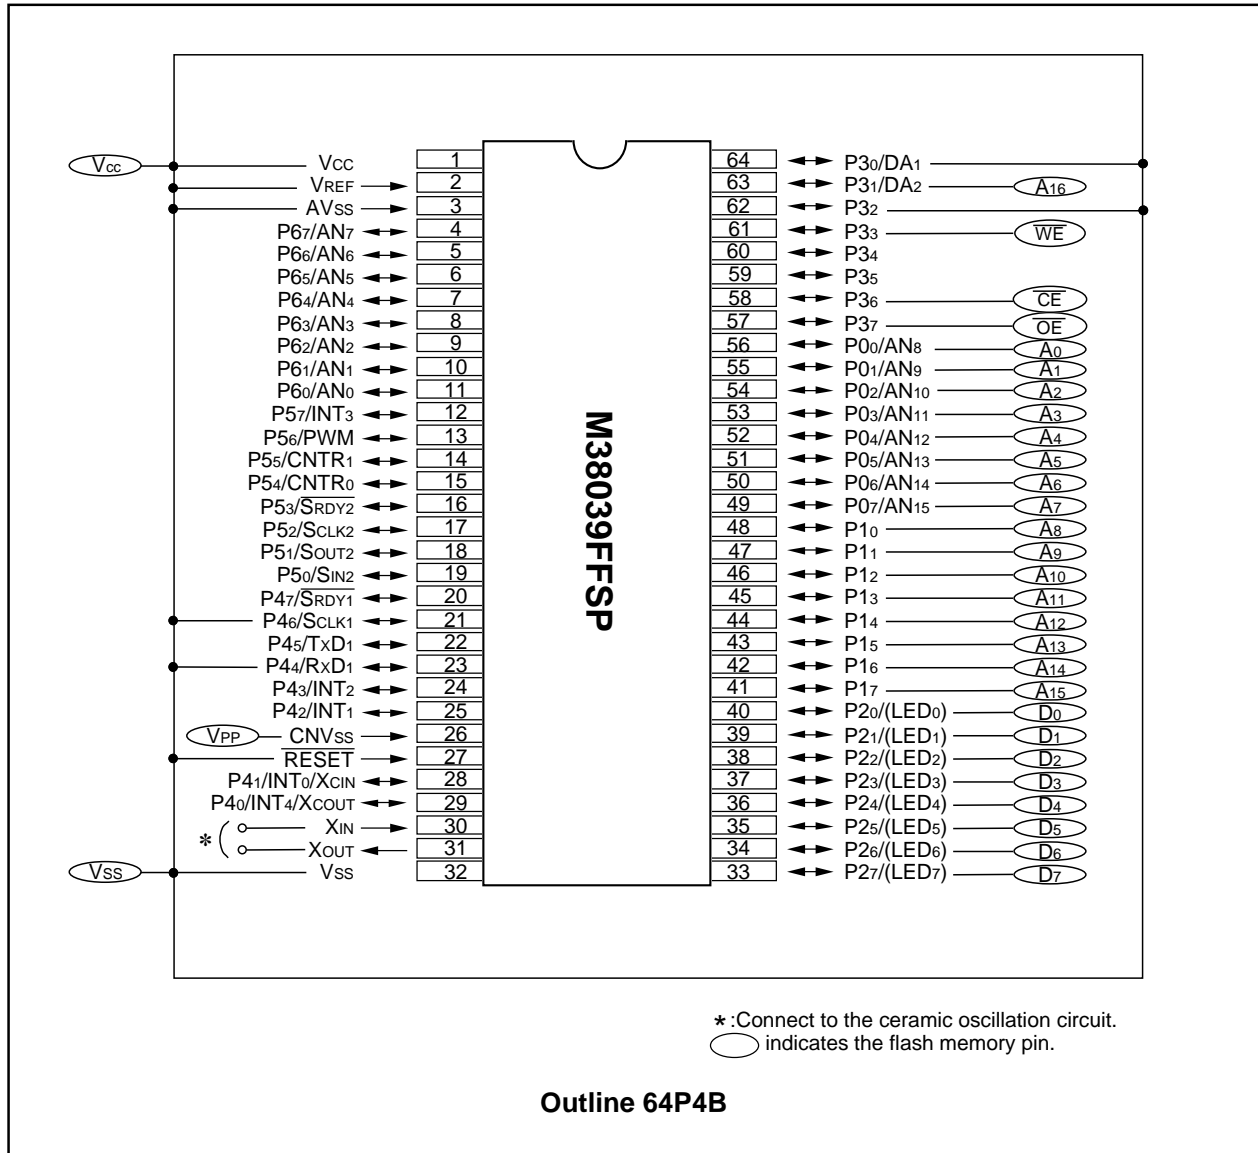 Vcc VCC 1 64 P30/DA1
VREF 2 63 P31/DA2 A16
AVSS 3 62 P32
P67/AN7 4 61 P33 WE
P66/AN6 5 60 P34
P65/AN5 6 59 P35
P64/AN4 7 58 P36 CE
P63/AN3 8 57 P37 OE
P62/AN2 9 56 P00/AN8 A0
P61/AN1 10 55 P01/AN9 A1
P60/AN0 11 54 P02/AN10 A2
P57/INT3 12 53 P03/AN11 A3
P56/PWM 13 52 P04/AN12 A4
P55/CNTR1 14 51 P05/AN13 A5
P54/CNTR0 15 50 P06/AN14 A6
P53/SRDY2 16 49 P07/AN15 A7
P52/SCLK2 17 48 P10 A8
P51/SOUT2 18 47 P11 A9
P50/SIN2 19 46 P12 A10
P47/SRDY1 20 45 P13 A11
P46/SCLK1 21 44 P14 A12
P45/TXD1 22 43 P15 A13
P44/RXD1 23 42 P16 A14
P43/INT2 24 41 P17 A15
P42/INT1 25 40 P20/(LED0) D0
VPP CNVSS 26 39 P21/(LED1) D1
RESET 27 38 P22/(LED2) D2
P41/INT0/XCIN 28 37 P23/(LED3) D3
P40/INT4/XCOUT 29 36 P24/(LED4) D4
* XIN 30 35 P25/(LED5) D5
XOUT 31 34 P26/(LED6) D6
VSS VSS 32 33 P27/(LED7) D7
M38039FFSP
* :Connect to the ceramic oscillation circuit.
indicates the flash memory pin.
Outline 64P4B